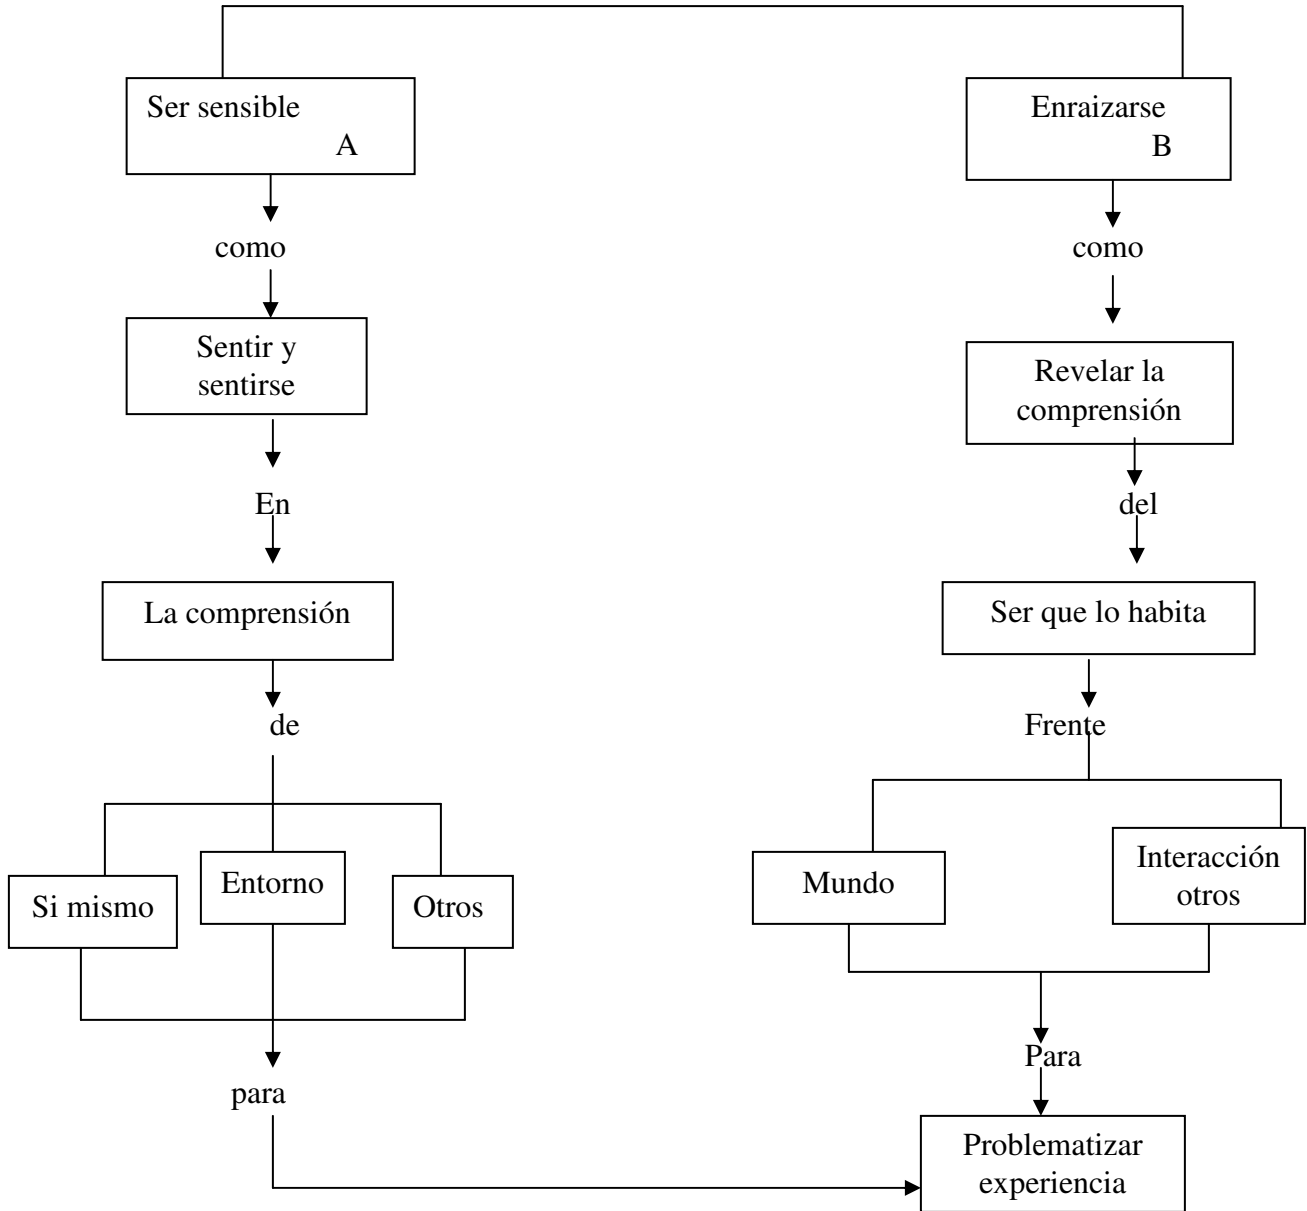 Ser sensible
A
como
Sentir y
sentirse
En
La comprensión
de
Si mismo
Entorno
Otros
para
Enraizarse
B
como
Revelar la
comprensión
del
Ser que lo habita
Frente
Mundo
Interacción
otros
Para
Problematizar
experiencia